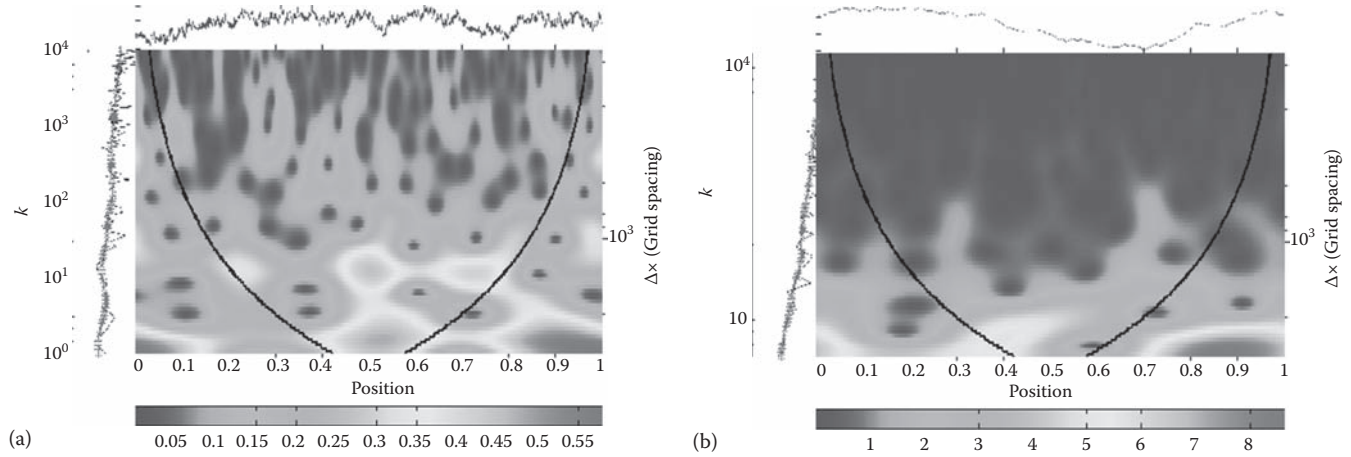 10⁴
10³
10²
10¹
10⁰
k
0 0.1 0.2 0.3 0.4 0.5 0.6 0.7 0.8 0.9 1
Position
10³
Δ× (Grid spacing)
0.05 0.1 0.15 0.2 0.25 0.3 0.35 0.4 0.45 0.5 0.55
(a)
10⁴
10
k
0 0.1 0.2 0.3 0.4 0.5 0.6 0.7 0.8 0.9 1
Position
10³
Δ× (Grid spacing)
1 2 3 4 5 6 7 8
(b)